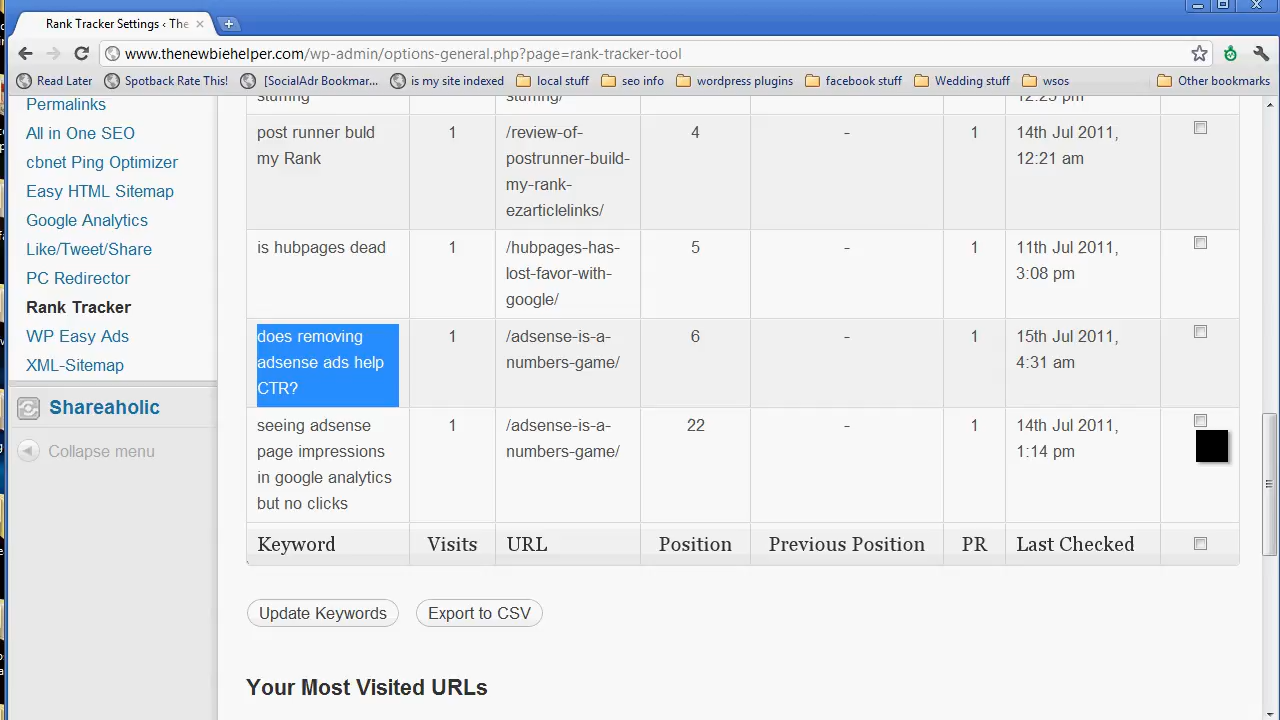 Rank Tracker Settings ‹ The
www.thenewbiehelper.com/wp-admin/options-general.php?page=rank-tracker-tool
Read Later
Spotback Rate This!
[SocialAdr] Bookmar...
is my site indexed
local stuff
seo info
wordpress plugins
facebook stuff
Wedding stuff
wsos
Other bookmarks
Permalinks
All in One SEO
cbnet Ping Optimizer
Easy HTML Sitemap
Google Analytics
Like/Tweet/Share
PC Redirector
Rank Tracker
WP Easy Ads
XML-Sitemap
Shareaholic
Collapse menu
stuffing
stuffing/
12:25 pm
post runner buld
my Rank
1
/review-of-
postrunner-build-
my-rank-
ezarticlelinks/
4
-
1
14th Jul 2011,
12:21 am
is hubpages dead
1
/hubpages-has-
lost-favor-with-
google/
5
-
1
11th Jul 2011,
3:08 pm
does removing
adsense ads help
CTR?
1
/adsense-is-a-
numbers-game/
6
-
1
15th Jul 2011,
4:31 am
seeing adsense
page impressions
in google analytics
but no clicks
1
/adsense-is-a-
numbers-game/
22
-
1
14th Jul 2011,
1:14 pm
Keyword
Visits
URL
Position
Previous Position
PR
Last Checked
Update Keywords
Export to CSV
Your Most Visited URLs